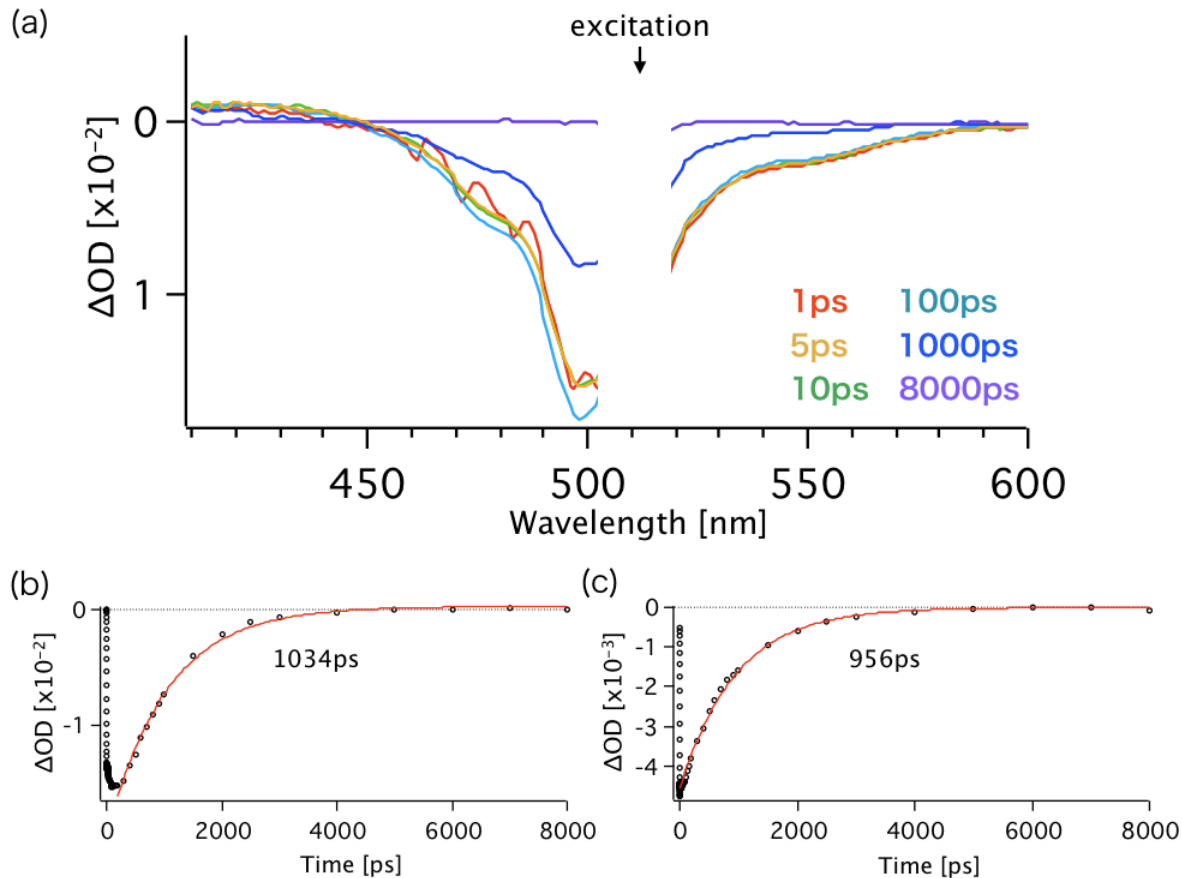 (a)
excitation
ΔOD [x10⁻²]
0
1
1ps 100ps
5ps 1000ps
10ps 8000ps
450 500 550 600
Wavelength [nm]
(b)
ΔOD [x10⁻²]
0
-1
1034ps
0 2000 4000 6000 8000
Time [ps]
(c)
ΔOD [x10⁻³]
0
-1
-2
-3
-4
956ps
0 2000 4000 6000 8000
Time [ps]